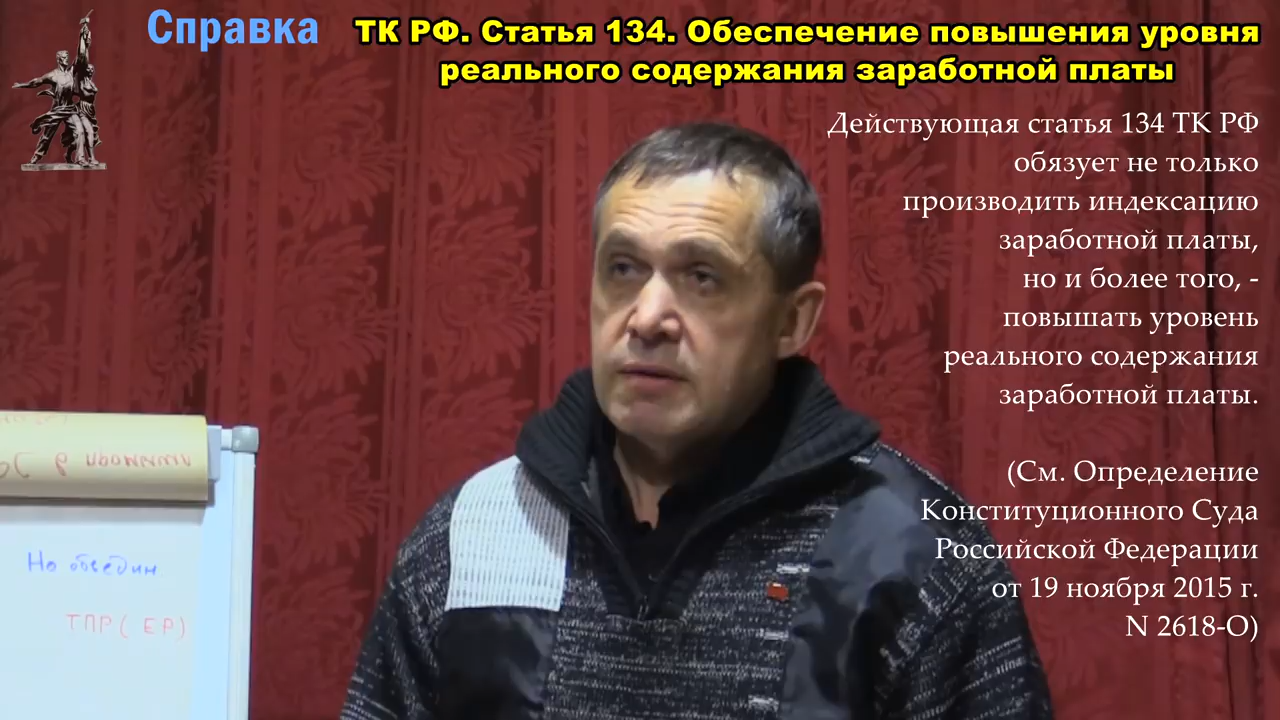 Справка
ТК РФ. Статья 134. Обеспечение повышения уровня
реального содержания заработной платы
Действующая статья 134 ТК РФ
обязует не только
производить индексацию
заработной платы,
но и более того, -
повышать уровень
реального содержания
заработной платы.
(См. Определение
Конституционного Суда
Российской Федерации
от 19 ноября 2015 г.
N 2618-О)
Но объедин
ТПР( ЕР)